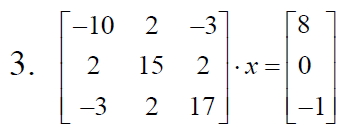 3. [−10 2 −3; 2 15 2; −3 2 17] · x = [8; 0; −1]